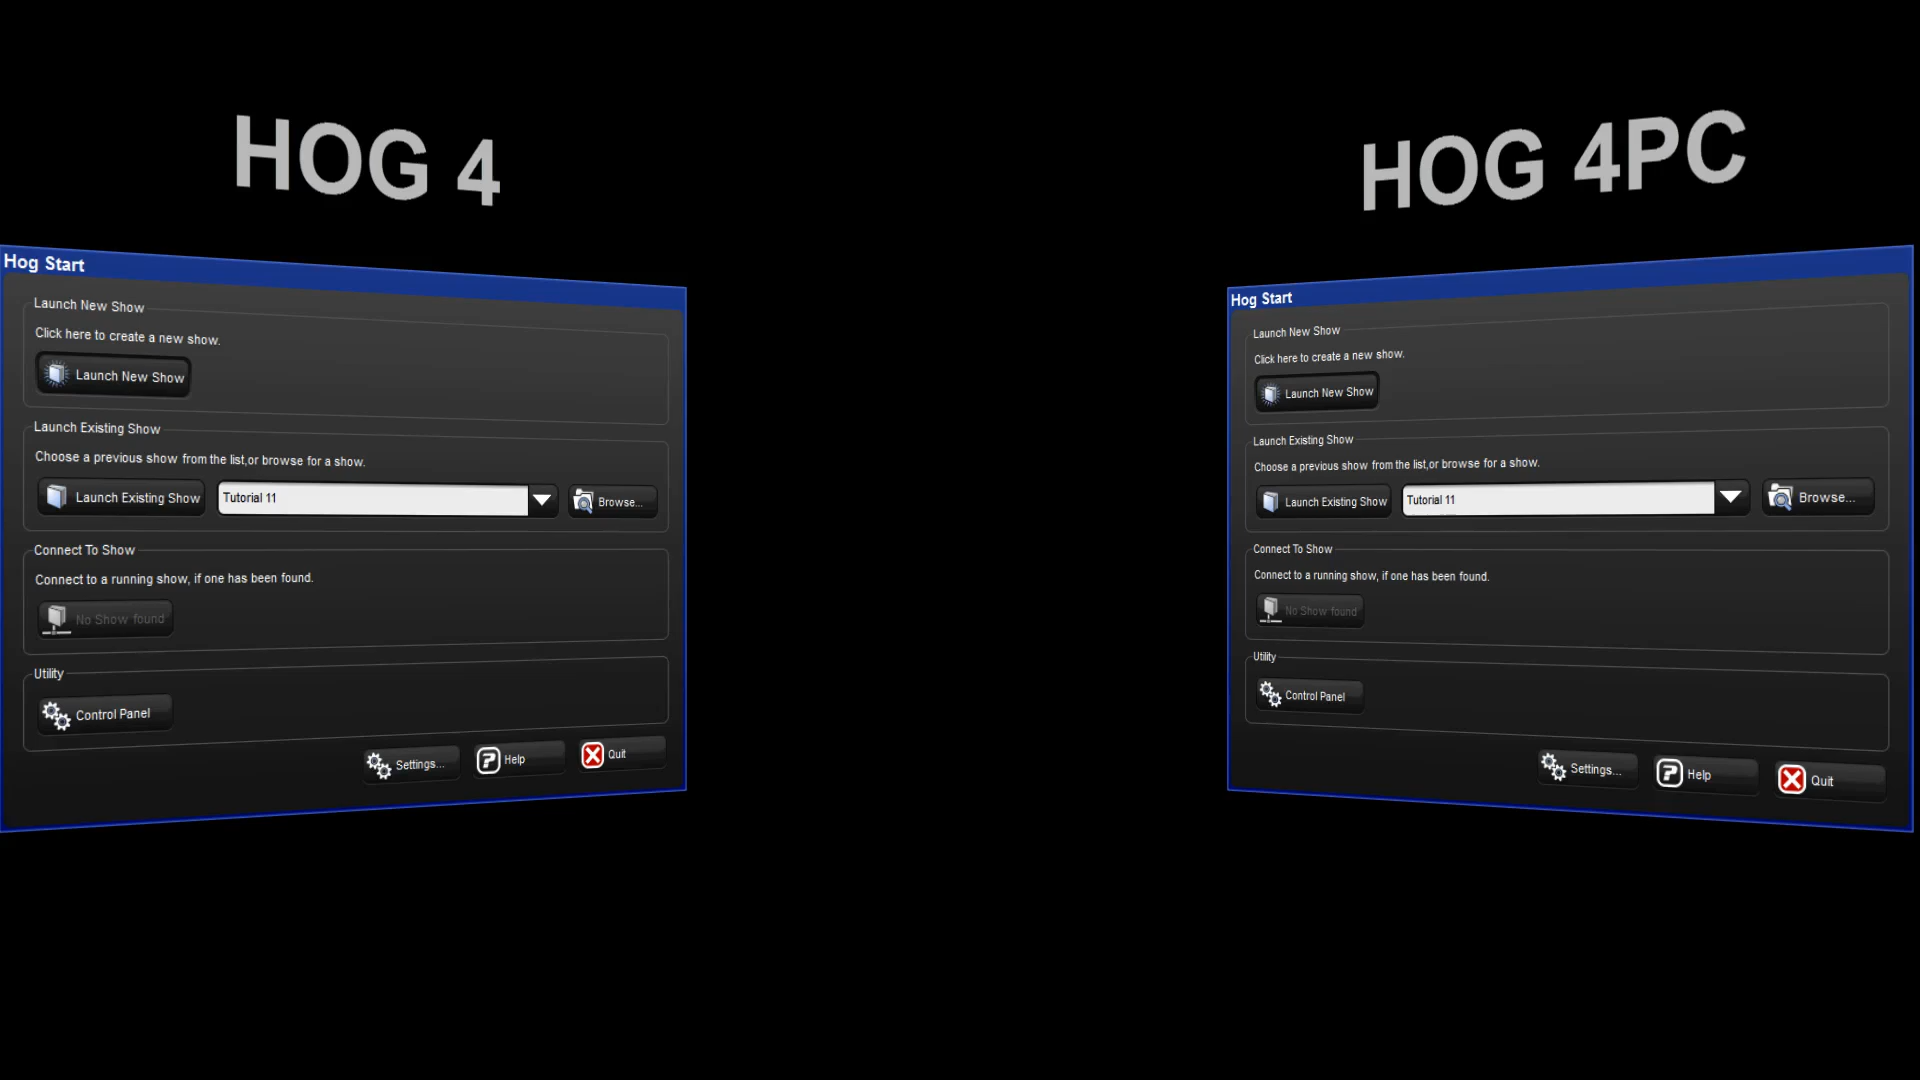 HOG 4
Hog Start
Launch New Show
Click here to create a new show.
Launch New Show
Launch Existing Show
Choose a previous show from the list,or browse for a show.
Launch Existing Show
Tutorial 11
Browse...
Connect To Show
Connect to a running show, if one has been found.
No Show found
Utility
Control Panel
Settings...
Help
Quit
HOG 4PC
Hog Start
Launch New Show
Click here to create a new show.
Launch New Show
Launch Existing Show
Choose a previous show from the list,or browse for a show.
Launch Existing Show
Tutorial 11
Browse...
Connect To Show
Connect to a running show, if one has been found.
No Show found
Utility
Control Panel
Settings...
Help
Quit